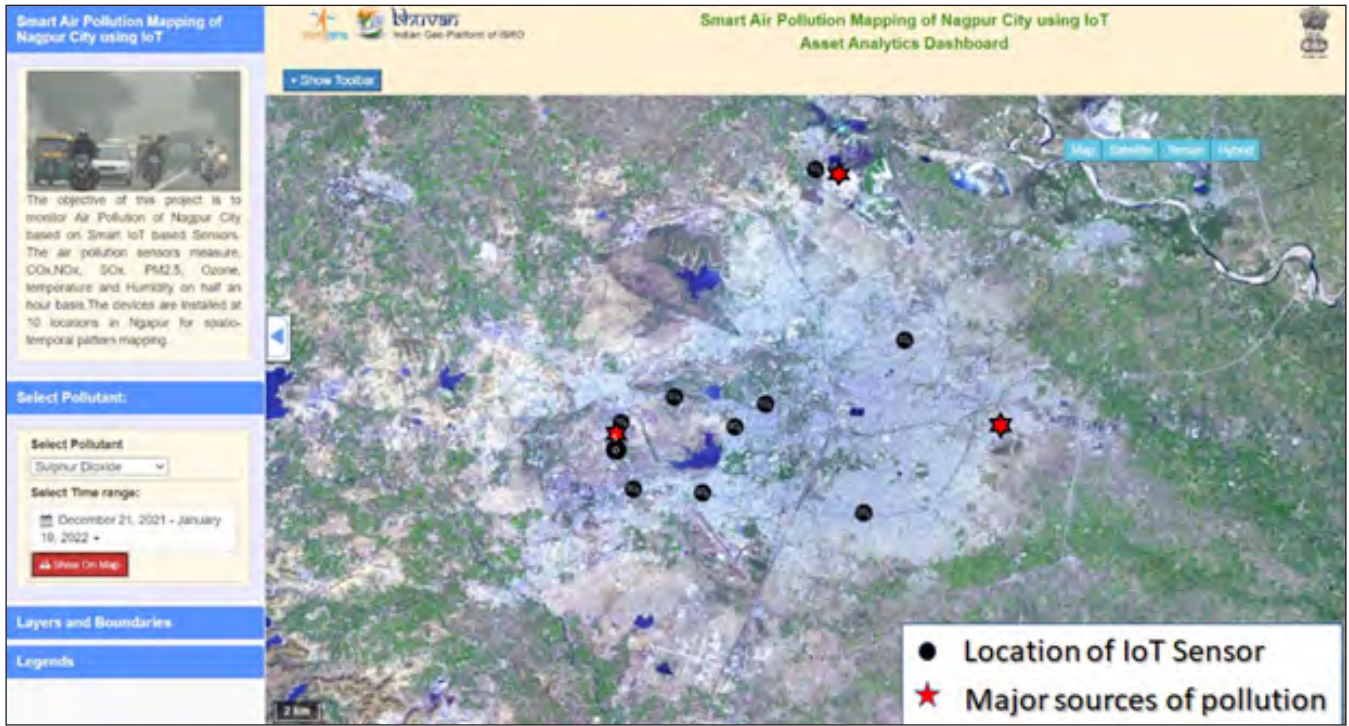 Smart Air Pollution Mapping of
Nagpur City using IoT
The objective of this project is to
monitor Air Pollution of Nagpur City
based on Smart IoT based Sensors.
The air pollution sensors measure,
COx,NOx, SOx, PM2.5, Ozone,
temperature and Humidity on half an
hour basis.The devices are installed at
10 locations in Ngapur for spatio-
temporal pattern mapping.
Select Pollutant:
Select Pollutant
Sulphur Dioxide
Select Time range:
December 21, 2021 - January
19, 2022
Show On Map
Layers and Boundaries
Legends
bhuvan
Indian Geo-Platform of ISRO
Smart Air Pollution Mapping of Nagpur City using IoT
Asset Analytics Dashboard
+ Show Toolbar
Map Satellite Terrain Hybrid
2 km
Location of IoT Sensor
Major sources of pollution